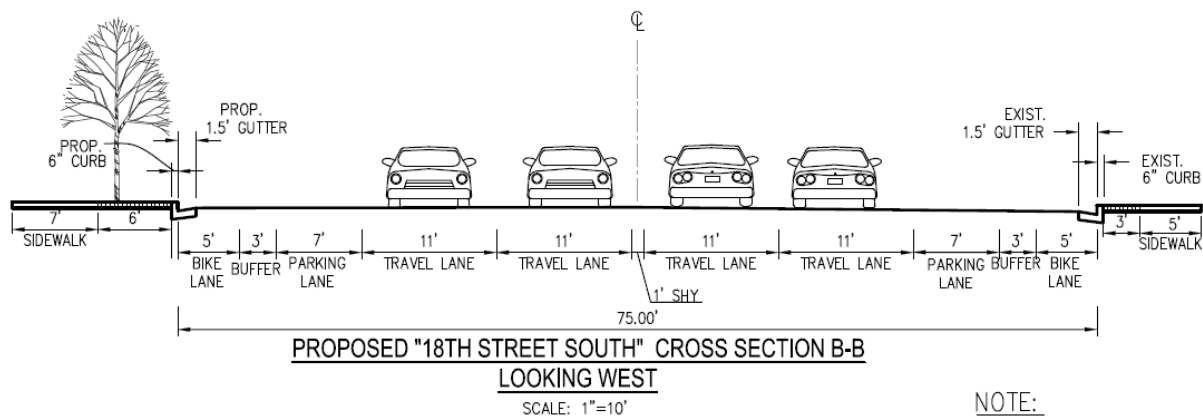 ℄
PROP.
1.5' GUTTER
PROP.
6" CURB
EXIST.
1.5' GUTTER
EXIST.
6" CURB
7'
6'
SIDEWALK
5'
3'
7'
11'
11'
11'
11'
7'
3'
5'
3'
5'
SIDEWALK
BIKE
LANE
BUFFER
PARKING
LANE
TRAVEL LANE
TRAVEL LANE
TRAVEL LANE
TRAVEL LANE
PARKING
LANE
BUFFER
BIKE
LANE
1' SHY
75.00'
PROPOSED "18TH STREET SOUTH" CROSS SECTION B-B
LOOKING WEST
SCALE: 1"=10'
NOTE: